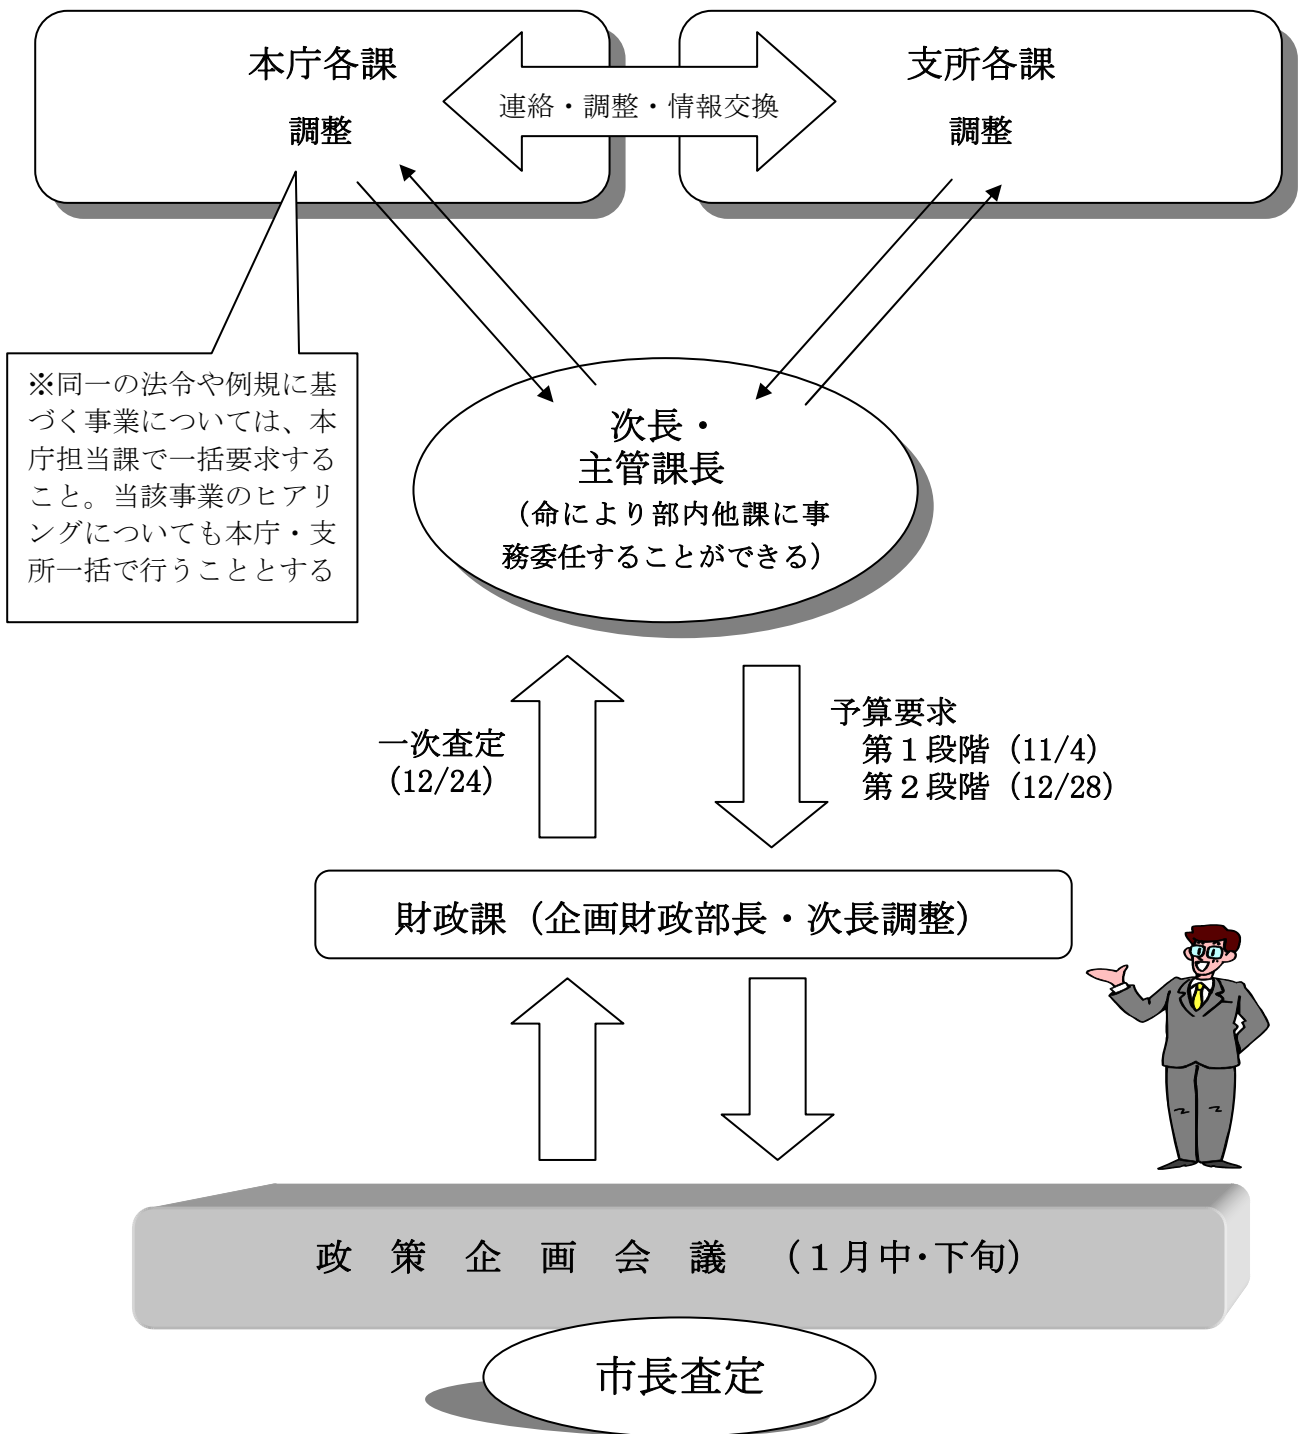 本庁各課
調整
連絡・調整・情報交換
支所各課
調整
※同一の法令や例規に基
づく事業については、本
庁担当課で一括要求する
こと。当該事業のヒアリ
ングについても本庁・支
所一括で行うこととする
次長・
主管課長
（命により部内他課に事
務委任することができる）
一次査定
(12/24)
予算要求
第１段階（11/4）
第２段階（12/28）
財政課（企画財政部長・次長調整）
政　策　企　画　会　議　（１月中・下旬）
市長査定